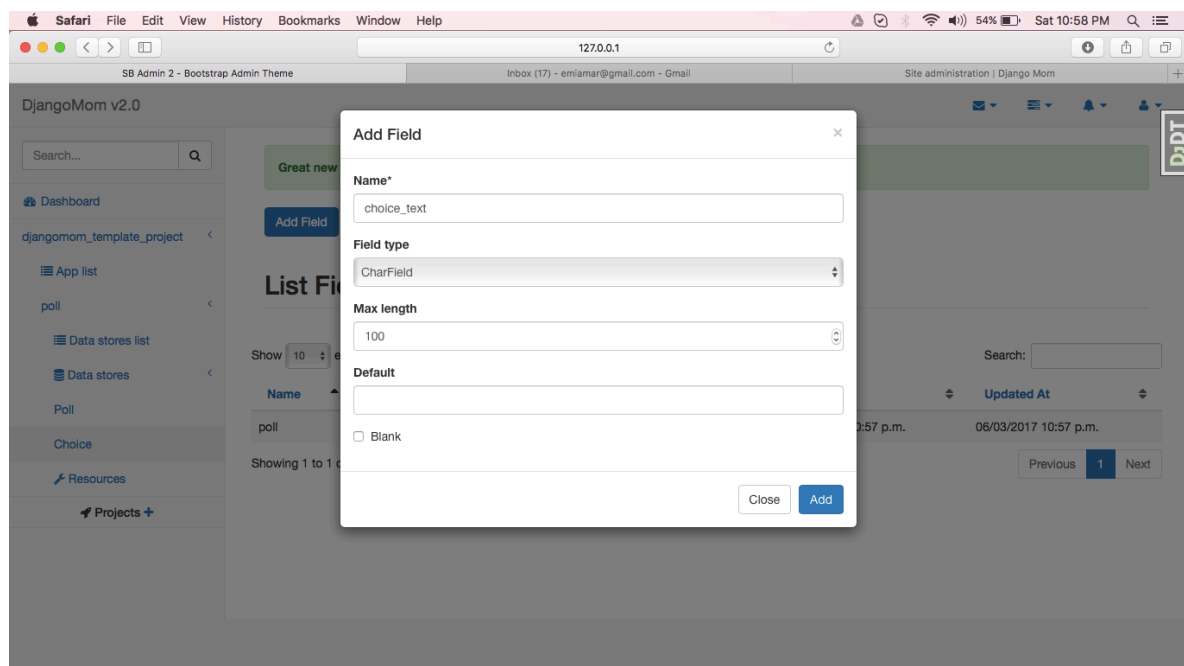 Safari File Edit View History Bookmarks Window Help 54% Sat 10:58 PM
127.0.0.1
SB Admin 2 - Bootstrap Admin Theme Inbox (17) - emiamar@gmail.com - Gmail Site administration | Django Mom
DjangoMom v2.0
Search...
Dashboard
djangomom_template_project
App list
poll
Data stores list
Data stores
Poll
Choice
Resources
Projects
Great new
Add Field
List Fie
Show 10 e
Search:
Name Updated At
poll 0:57 p.m. 06/03/2017 10:57 p.m.
Showing 1 to 1 o
Previous 1 Next
Add Field ×
Name*
choice_text
Field type
CharField
Max length
100
Default
Blank
Close Add
DjDT